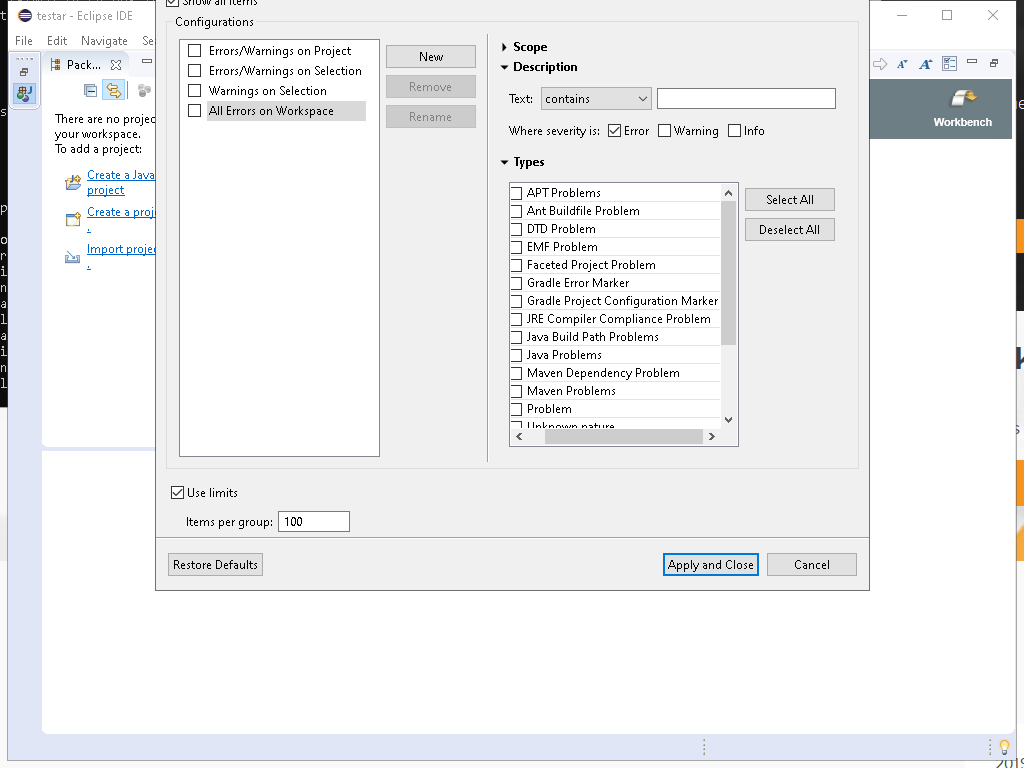 testar - Eclipse IDE
Show all items
File Edit Navigate Se
Configurations
Pack...
Errors/Warnings on Project
Errors/Warnings on Selection
Warnings on Selection
All Errors on Workspace
New
Remove
Rename
Scope
Description
Text: contains
Where severity is: Error Warning Info
Types
APT Problems
Ant Buildfile Problem
DTD Problem
EMF Problem
Faceted Project Problem
Gradle Error Marker
Gradle Project Configuration Marker
JRE Compiler Compliance Problem
Java Build Path Problems
Java Problems
Maven Dependency Problem
Maven Problems
Problem
Unknown nature
Select All
Deselect All
Workbench
There are no projec
your workspace.
To add a project:
Create a Java
project
Create a proj
.
Import projec
.
Use limits
Items per group: 100
Restore Defaults
Apply and Close
Cancel
2019